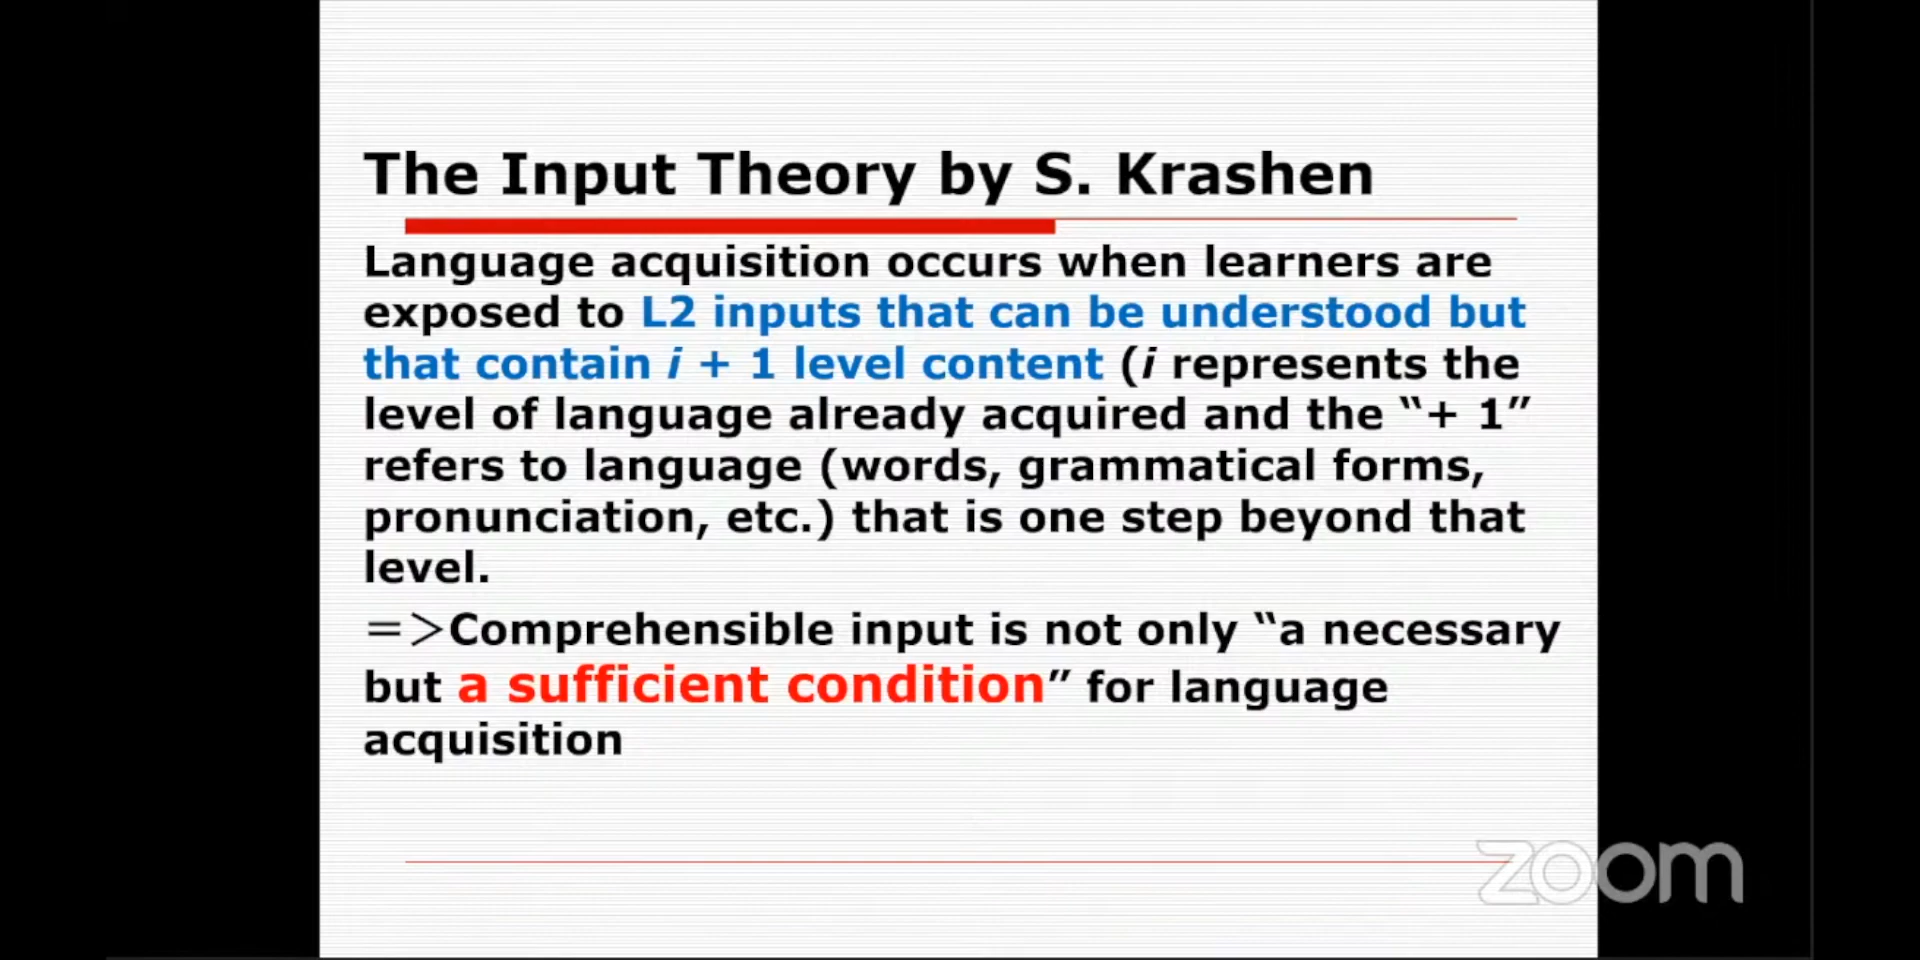 The Input Theory by S. Krashen
Language acquisition occurs when learners are
exposed to L2 inputs that can be understood but
that contain i + 1 level content (i represents the
level of language already acquired and the “+ 1”
refers to language (words, grammatical forms,
pronunciation, etc.) that is one step beyond that
level.
＝＞Comprehensible input is not only “a necessary
but a sufficient condition” for language
acquisition
zoom